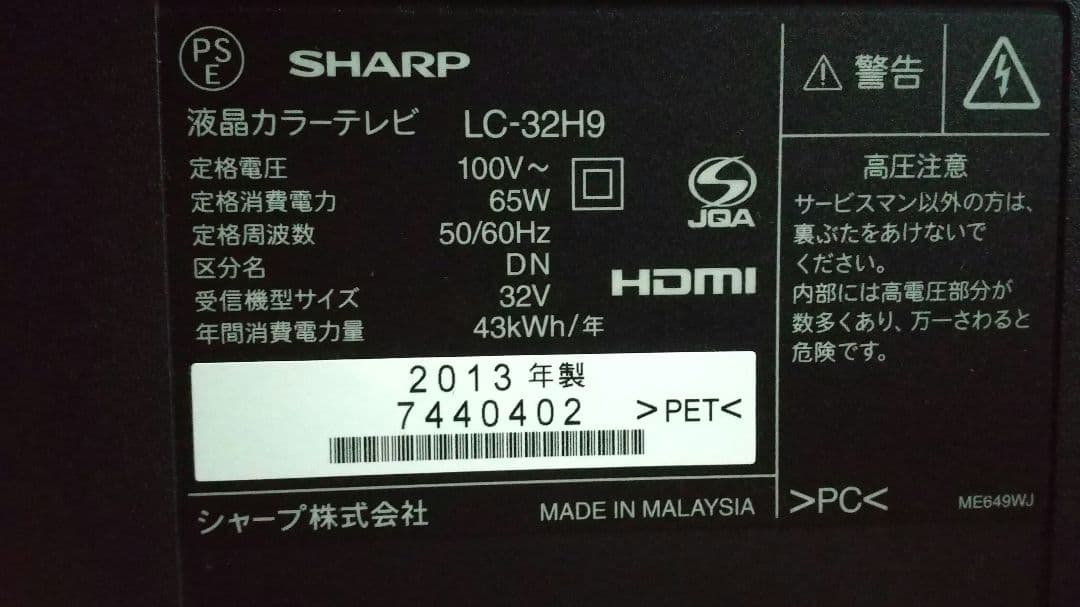 PS
E
SHARP
液晶カラーテレビ LC-32H9
定格電圧 100V～
定格消費電力 65W
定格周波数 50/60Hz
区分名 DN
受信機型サイズ 32V
年間消費電力量 43kWh/年
JQA
HDMI
2013 年製
7440402 >PET<
シャープ株式会社 MADE IN MALAYSIA
警告
高圧注意
サービスマン以外の方は、
裏ぶたをあけないで
ください。
内部には高電圧部分が
数多くあり、万一さわると
危険です。
>PC< ME649WJ